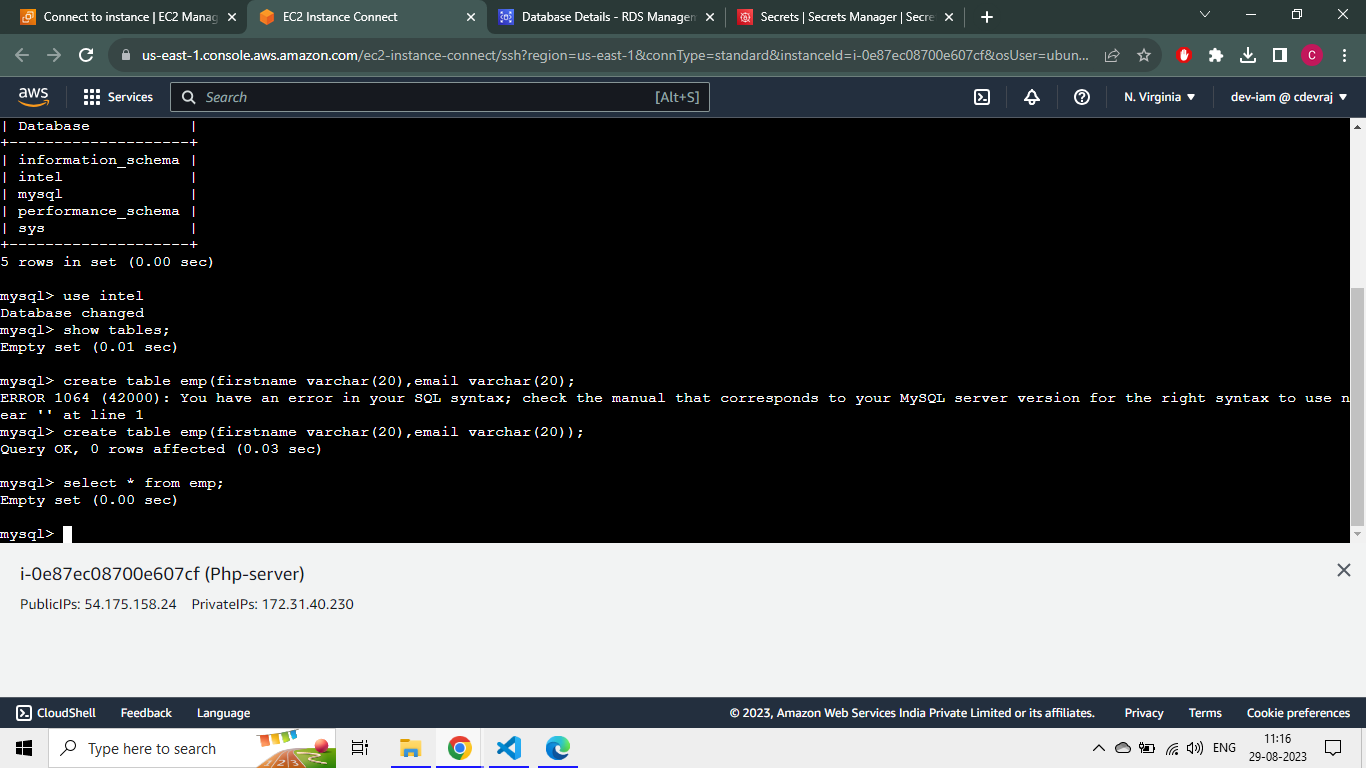 Connect to instance | EC2 Manag
EC2 Instance Connect
Database Details - RDS Managem
Secrets | Secrets Manager | Secre
us-east-1.console.aws.amazon.com/ec2-instance-connect/ssh?region=us-east-1&connType=standard&instanceId=i-0e87ec08700e607cf&osUser=ubun...
C
aws
Services
Search
[Alt+S]
N. Virginia
dev-iam @ cdevraj
| Database           |
+--------------------+
| information_schema |
| intel              |
| mysql              |
| performance_schema |
| sys                |
+--------------------+
5 rows in set (0.00 sec)
mysql> use intel
Database changed
mysql> show tables;
Empty set (0.01 sec)
mysql> create table emp(firstname varchar(20),email varchar(20);
ERROR 1064 (42000): You have an error in your SQL syntax; check the manual that corresponds to your MySQL server version for the right syntax to use n
ear '' at line 1
mysql> create table emp(firstname varchar(20),email varchar(20));
Query OK, 0 rows affected (0.03 sec)
mysql> select * from emp;
Empty set (0.00 sec)
mysql>
i-0e87ec08700e607cf (Php-server)
PublicIPs: 54.175.158.24 PrivateIPs: 172.31.40.230
CloudShell
Feedback
Language
© 2023, Amazon Web Services India Private Limited or its affiliates.
Privacy
Terms
Cookie preferences
Type here to search
ENG
11:16
29-08-2023